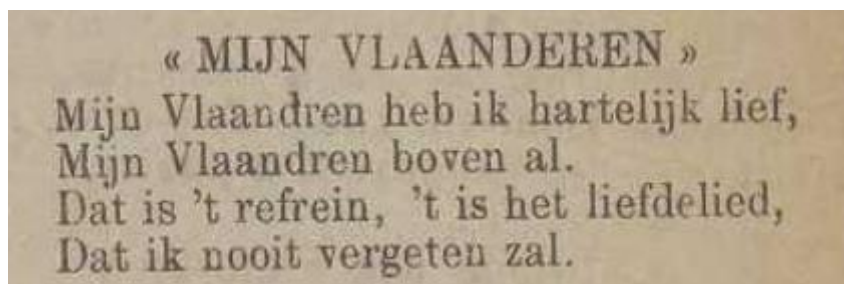 « MIJN VLAANDEREN »
Mijn Vlaandren heb ik hartelijk lief,
Mijn Vlaandren boven al.
Dat is 't refrein, 't is het liefdelied,
Dat ik nooit vergeten zal.